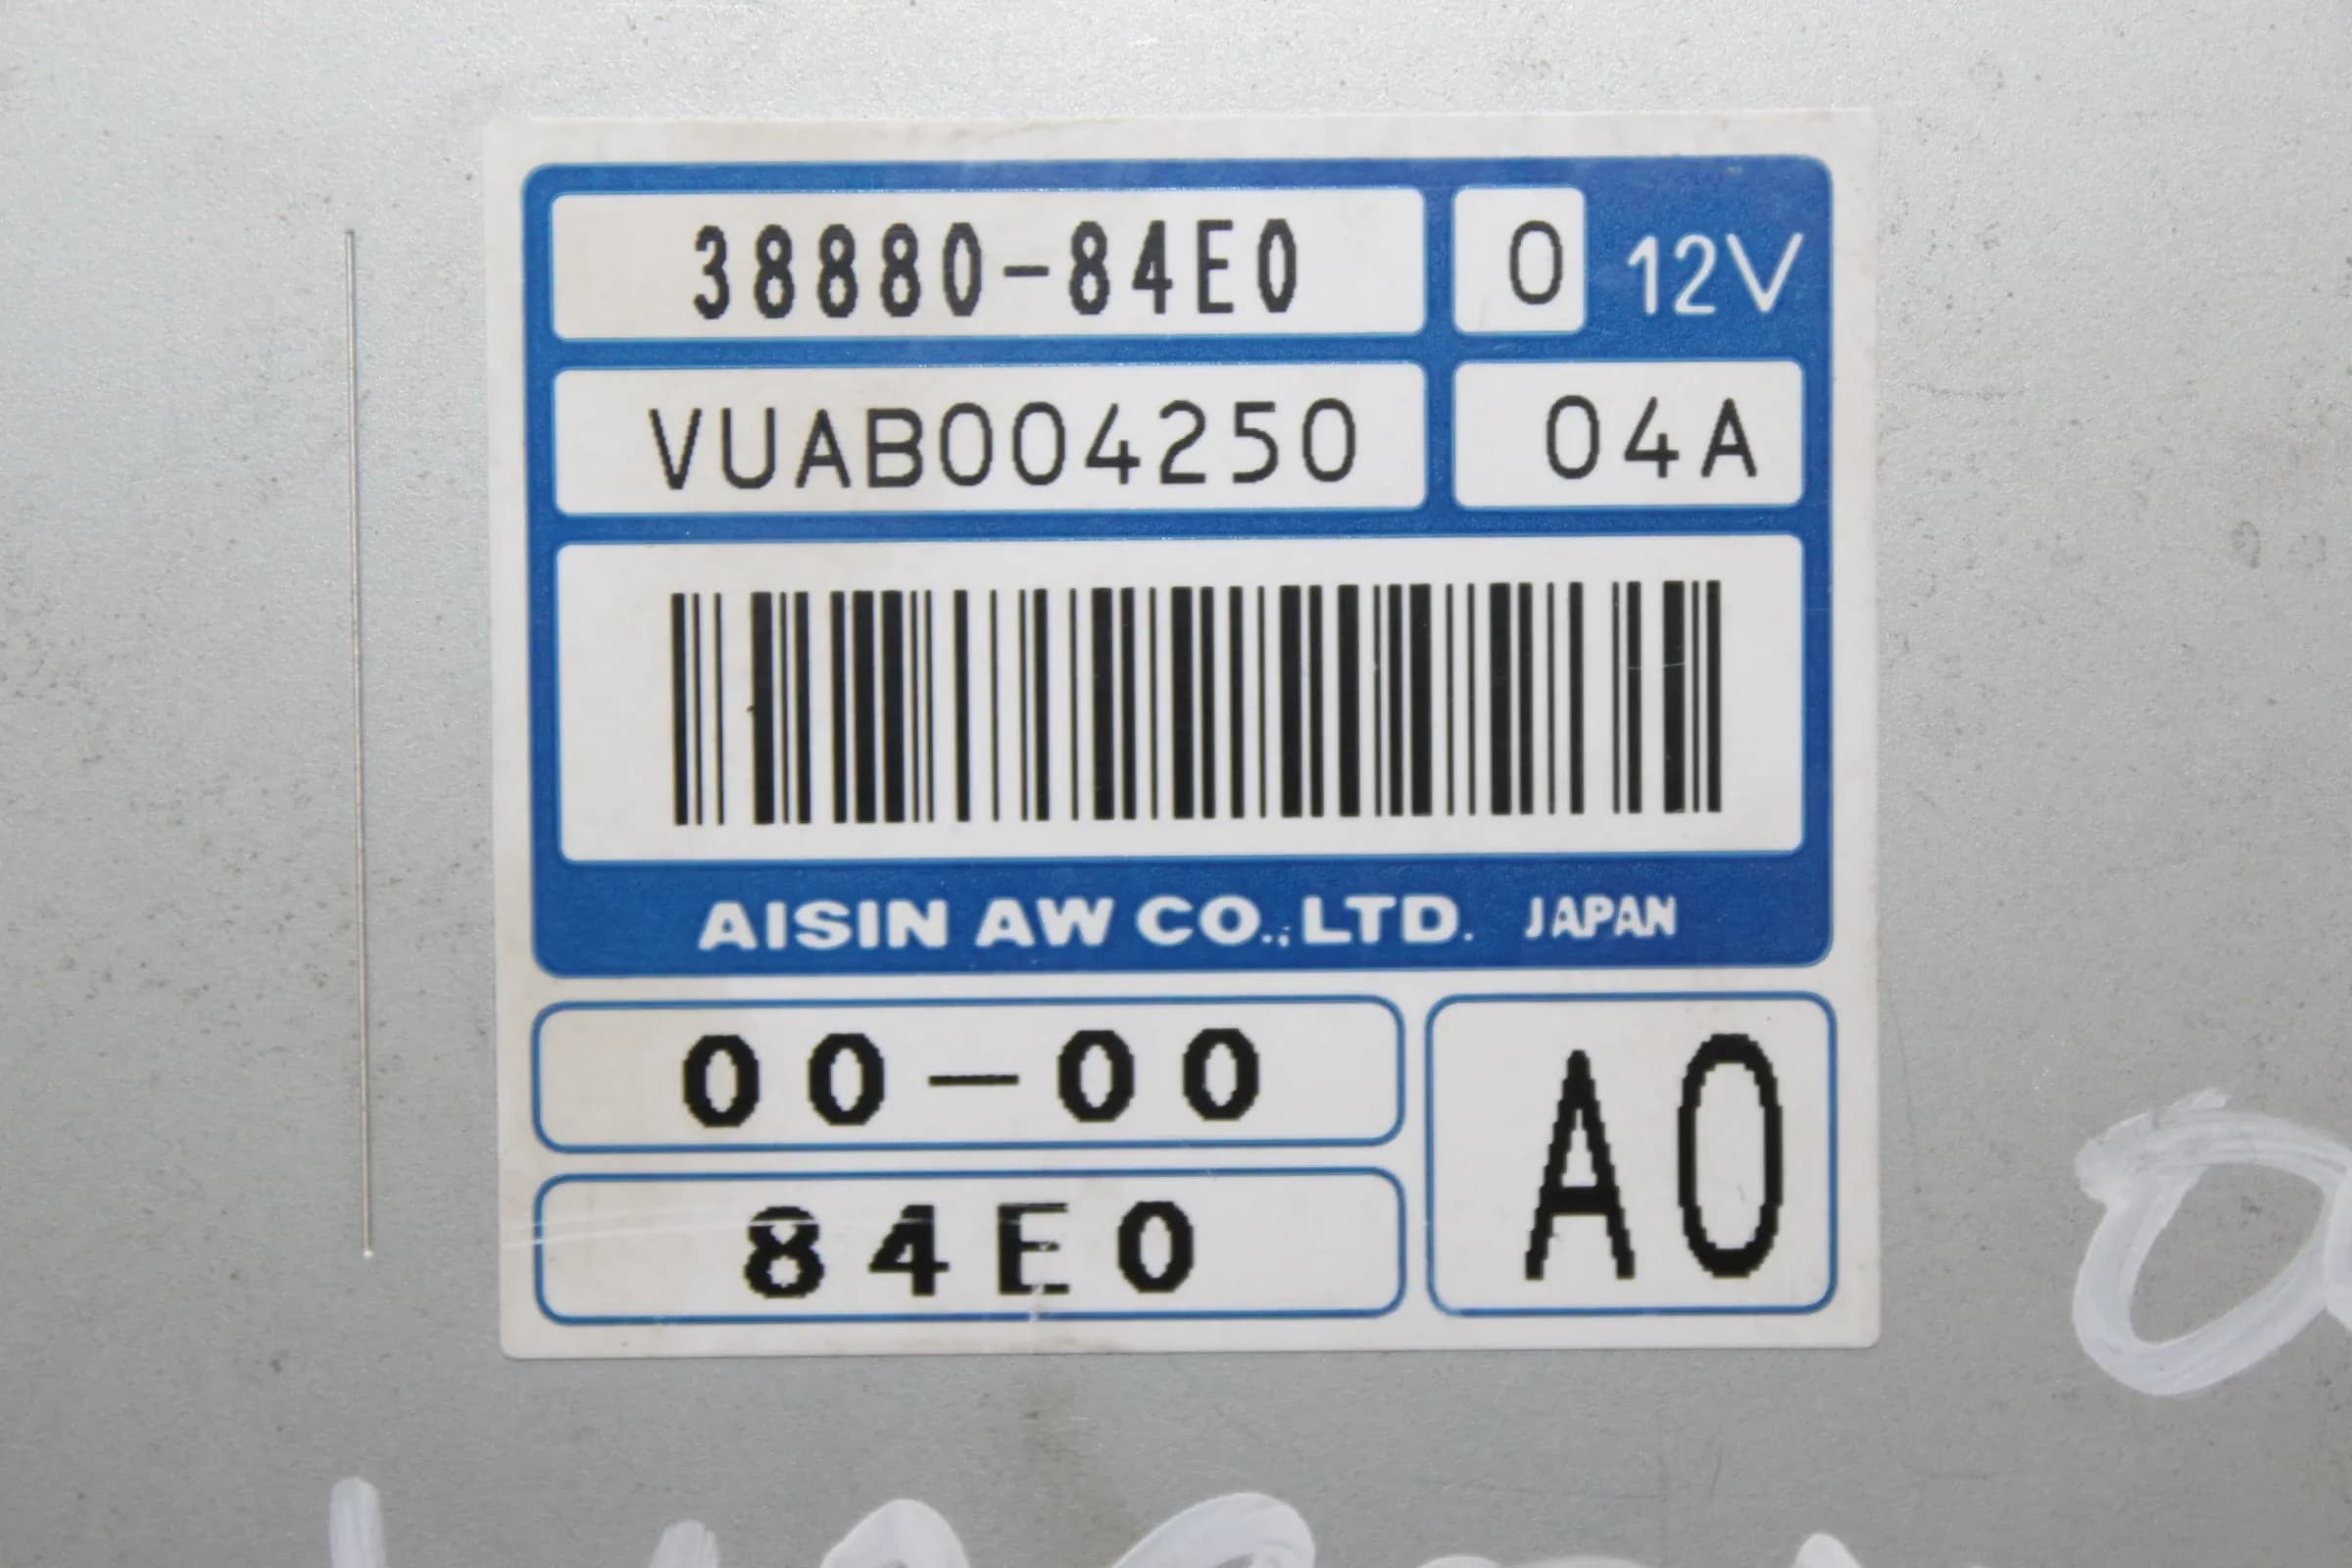 38880-84E0 0 12V
VUAB004250 04A
AISIN AW CO.,LTD. JAPAN
00-00
A0
84E0